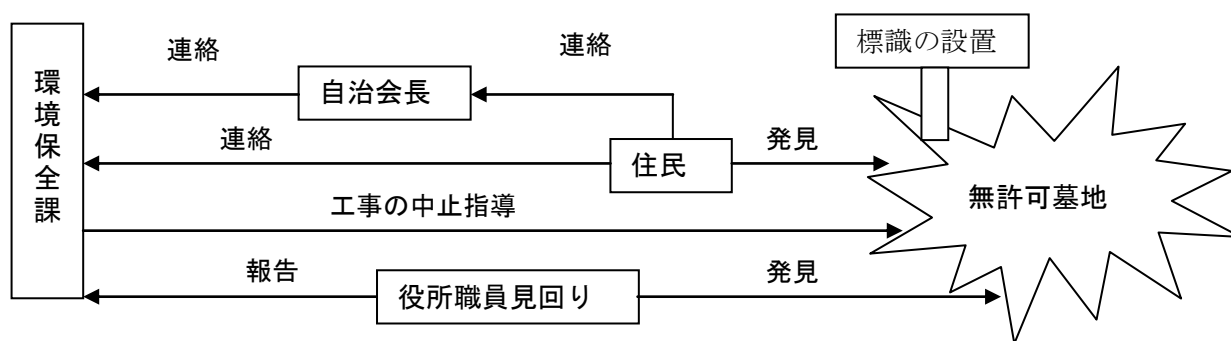 標識の設置
連絡
連絡
環境保全課
自治会長
連絡
住民
発見
無許可墓地
工事の中止指導
報告
役所職員見回り
発見